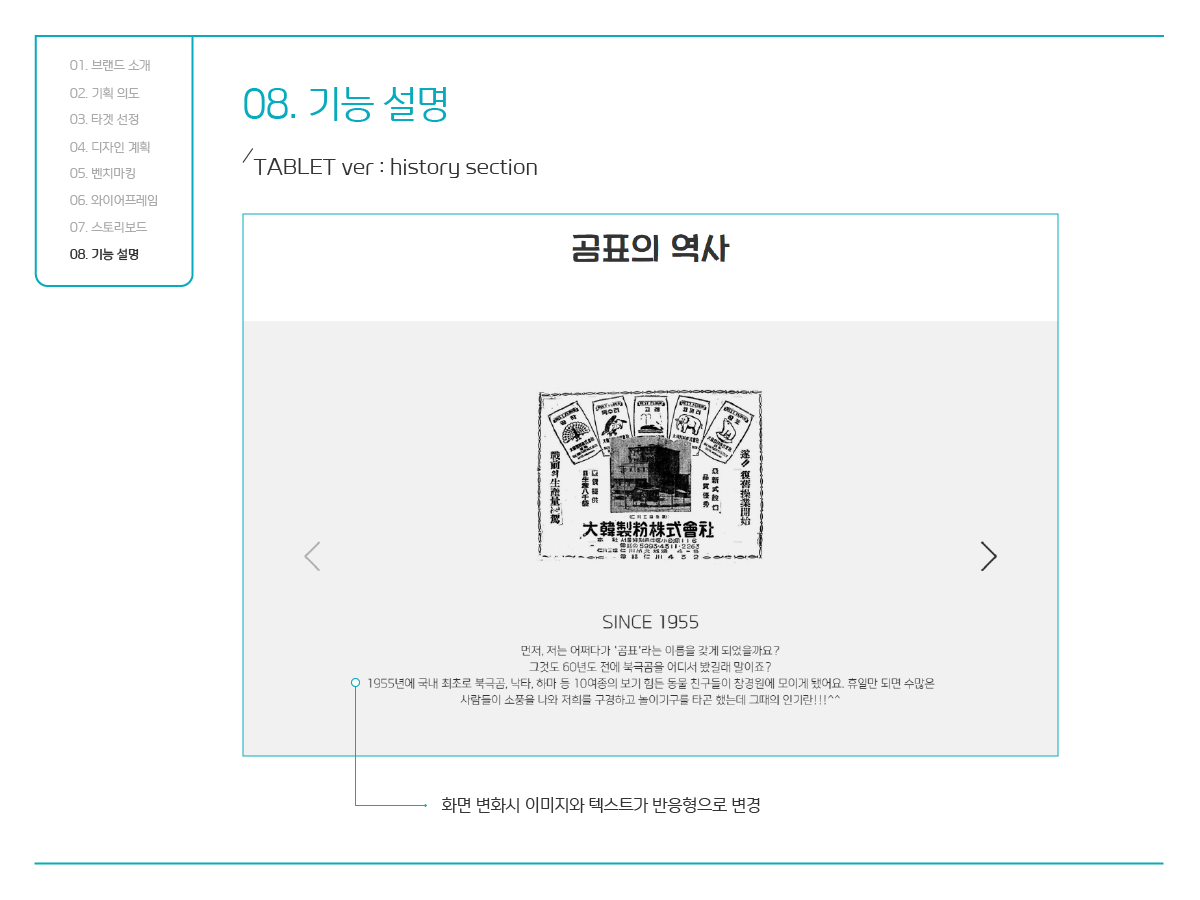 01. 브랜드 소개
02. 기획 의도
03. 타겟 선정
04. 디자인 계획
05. 벤치마킹
06. 와이어프레임
07. 스토리보드
08. 기능 설명
08. 기능 설명
/TABLET ver : history section
곰표의 역사
고래
遂 復舊操業開始
品質優秀
大韓製粉株式會社
SINCE 1955
먼저, 저는 어쩌다가 '곰표'라는 이름을 갖게 되었을까요?
그것도 60년도 전에 북극곰을 어디서 봤길래 말이죠?
1955년에 국내 최초로 북극곰, 낙타, 하마 등 10여종의 보기 힘든 동물 친구들이 창경원에 모이게 됐어요. 휴일만 되면 수많은
사람들이 소풍을 나와 저희를 구경하고 놀이기구를 타곤 했는데 그때의 인기란!!!^^
화면 변화시 이미지와 텍스트가 반응형으로 변경